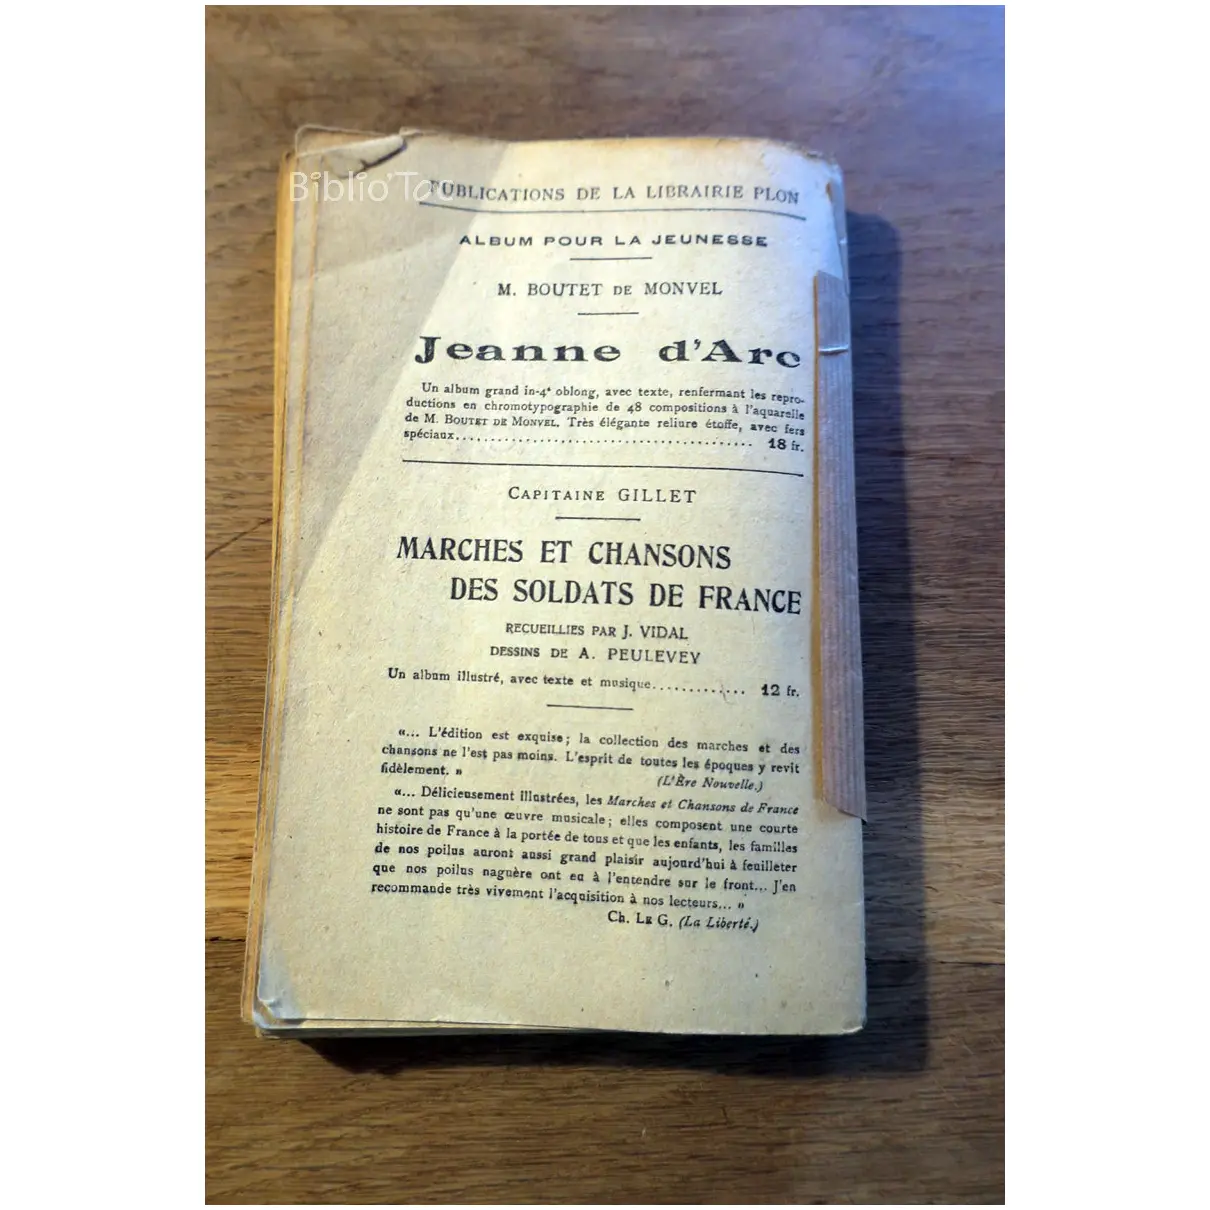 Biblio'Toc
PUBLICATIONS DE LA LIBRAIRIE PLON
ALBUM POUR LA JEUNESSE
M. BOUTET DE MONVEL
Jeanne d'Arc
Un album grand in-4° oblong, avec texte, renfermant les repro-
ductions en chromotypographie de 48 compositions à l'aquarelle
de M. BOUTET DE MONVEL. Très élégante reliure étoffe, avec fers
spéciaux........................................ 18 fr.
CAPITAINE GILLET
MARCHES ET CHANSONS
DES SOLDATS DE FRANCE
RECUEILLIES PAR J. VIDAL
DESSINS DE A. PEULEVEY
Un album illustré, avec texte et musique............. 12 fr.
«... L'édition est exquise; la collection des marches et des
chansons ne l'est pas moins. L'esprit de toutes les époques y revit
fidèlement. » (L'Ère Nouvelle.)
«... Délicieusement illustrées, les Marches et Chansons de France
ne sont pas qu'une œuvre musicale; elles composent une courte
histoire de France à la portée de tous et que les enfants, les familles
de nos poilus auront aussi grand plaisir aujourd'hui à feuilleter
que nos poilus naguère ont eu à l'entendre sur le front... J'en
recommande très vivement l'acquisition à nos lecteurs... »
Ch. LE G. (La Liberté.)